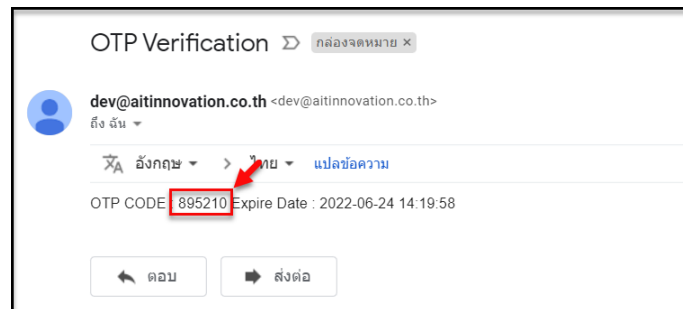 OTP Verification กล่องจดหมาย ×
dev@aitinnovation.co.th <dev@aitinnovation.co.th>
ถึง ฉัน
อังกฤษ > ไทย แปลข้อความ
OTP CODE : 895210 Expire Date : 2022-06-24 14:19:58
ตอบ ส่งต่อ